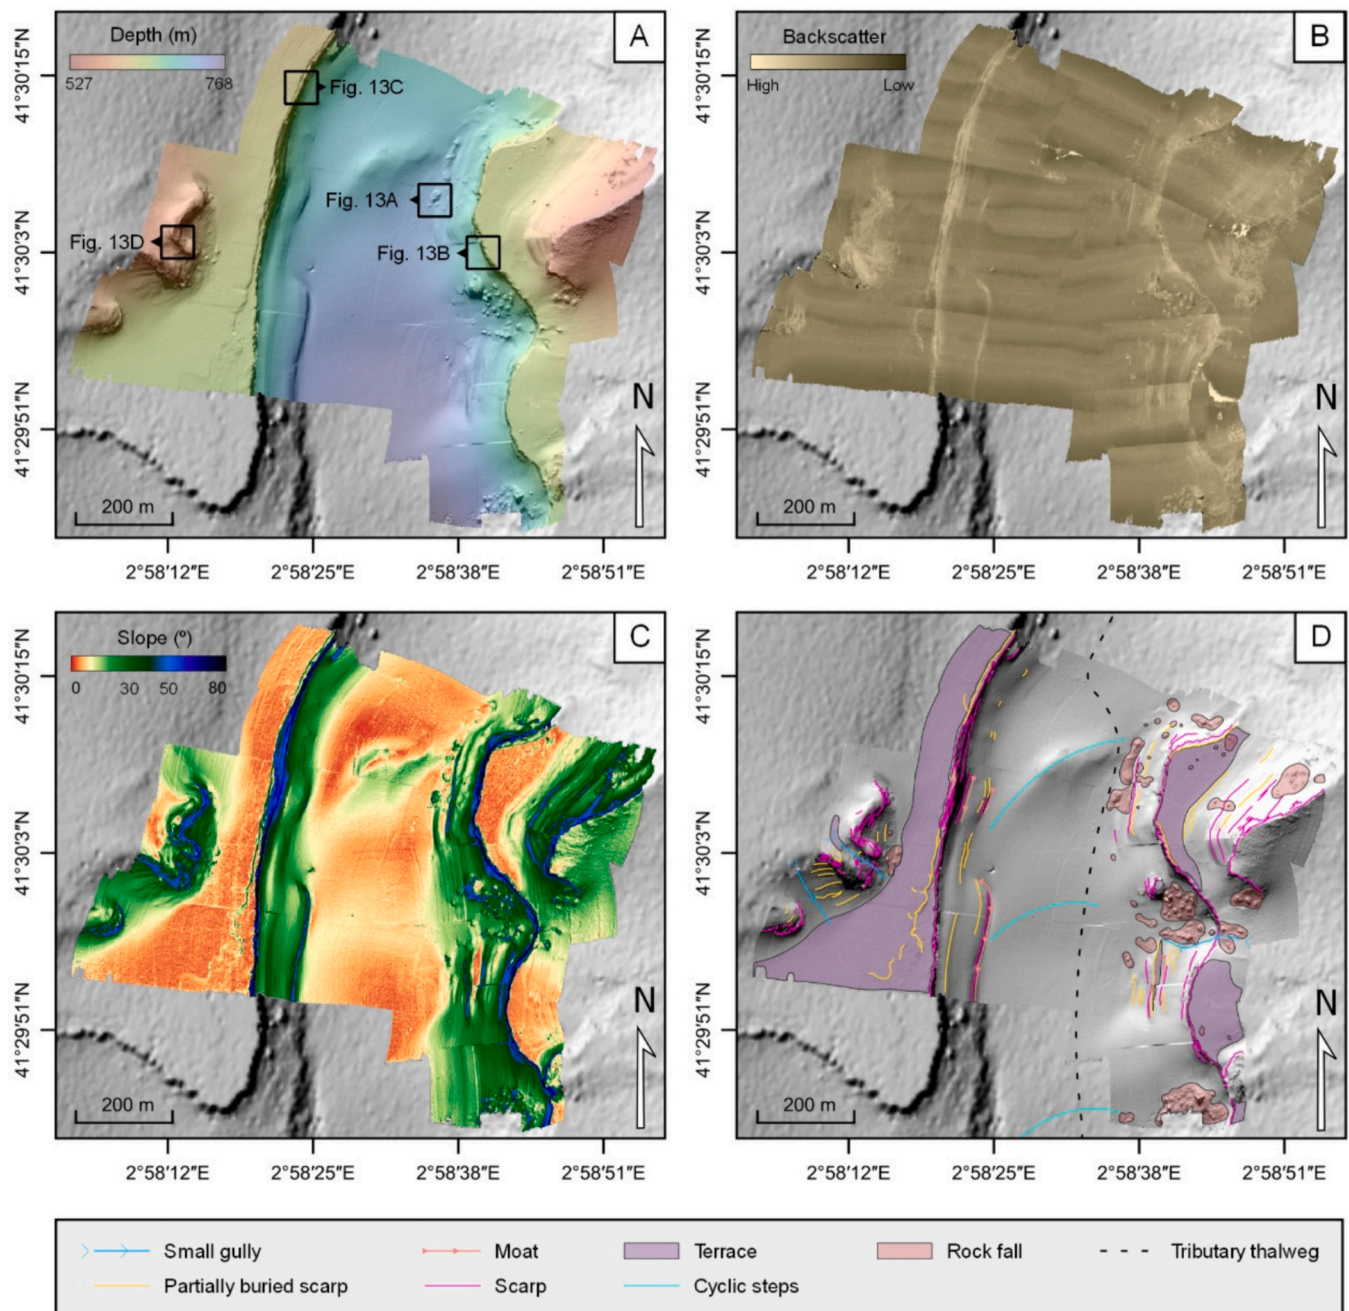 A
Depth (m)
527 768
Fig. 13C
Fig. 13A
Fig. 13B
Fig. 13D
N
200 m
41°30'15"N
41°30'3"N
41°29'51"N
2°58'12"E 2°58'25"E 2°58'38"E 2°58'51"E
B
Backscatter
High Low
N
200 m
2°58'12"E 2°58'25"E 2°58'38"E 2°58'51"E
C
Slope (º)
0 30 50 80
N
200 m
41°30'15"N
41°30'3"N
41°29'51"N
2°58'12"E 2°58'25"E 2°58'38"E 2°58'51"E
D
41°30'15"N
41°30'3"N
41°29'51"N
N
200 m
41°30'15"N
41°30'3"N
41°29'51"N
2°58'12"E 2°58'25"E 2°58'38"E 2°58'51"E
Small gully Moat Terrace Rock fall Tributary thalweg
Partially buried scarp Scarp Cyclic steps